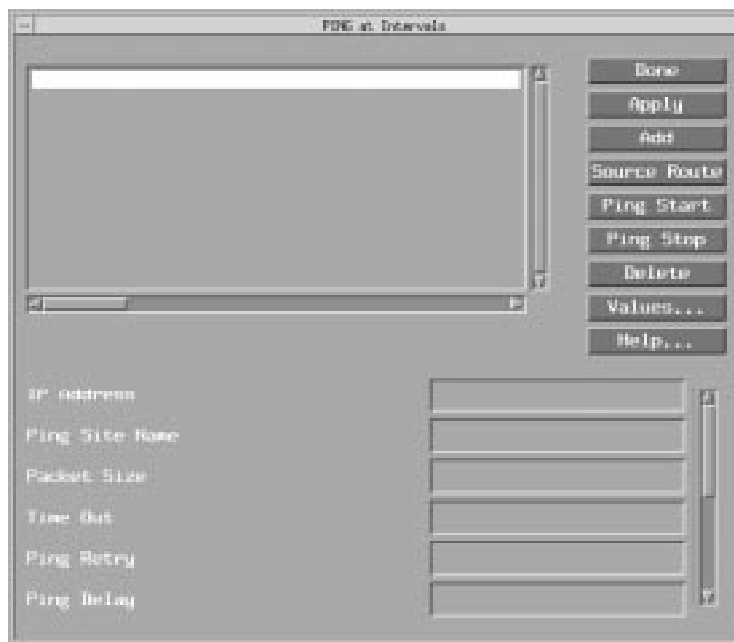 PING at Intervals
Done
Apply
Add
Source Route
Ping Start
Ping Stop
Delete
Values...
Help...
IP Address
Ping Site Name
Packet Size
Time Out
Ping Retry
Ping Delay